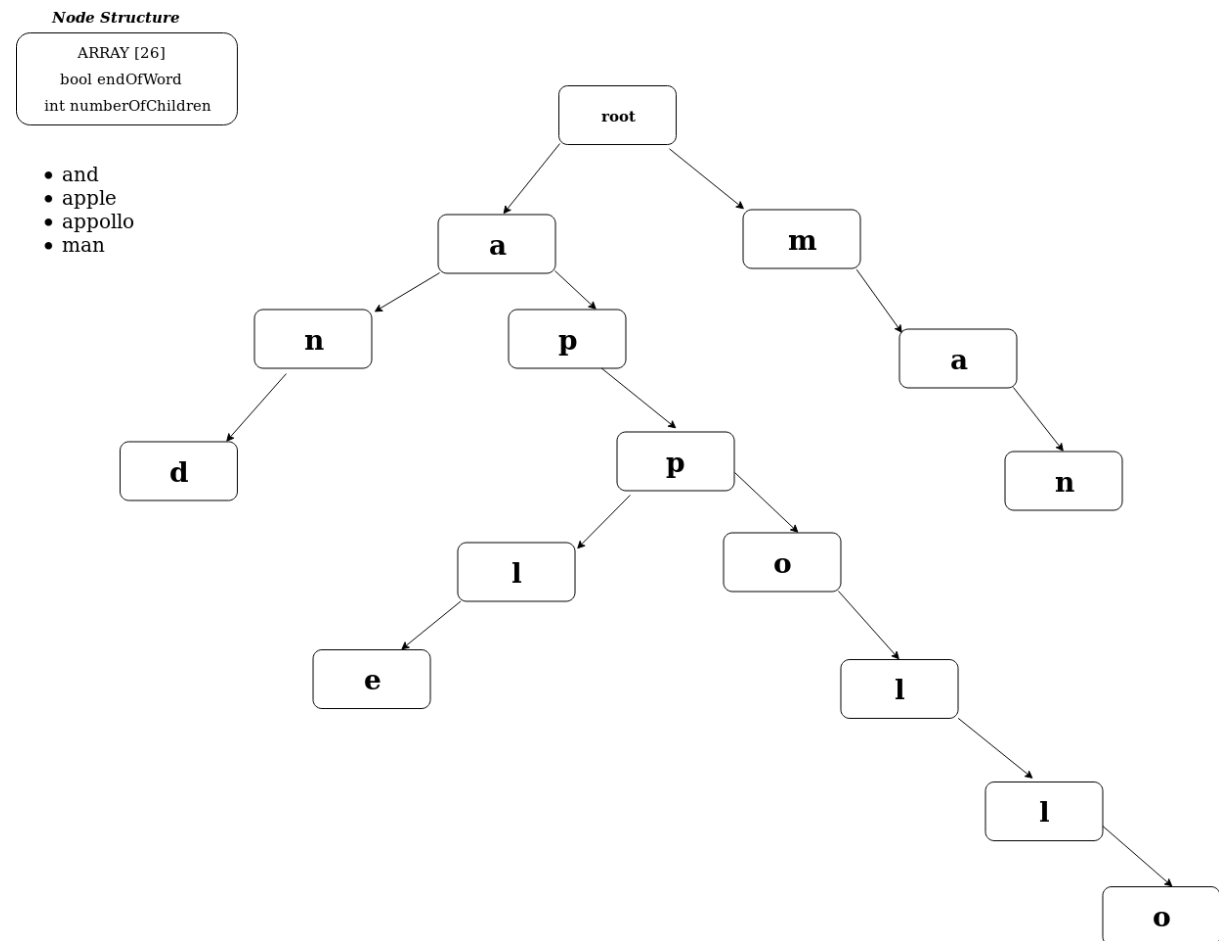 Node Structure
ARRAY [26]
bool endOfWord
int numberOfChildren
root
and
apple
appollo
man
a
m
n
p
a
d
p
n
l
o
e
l
l
o